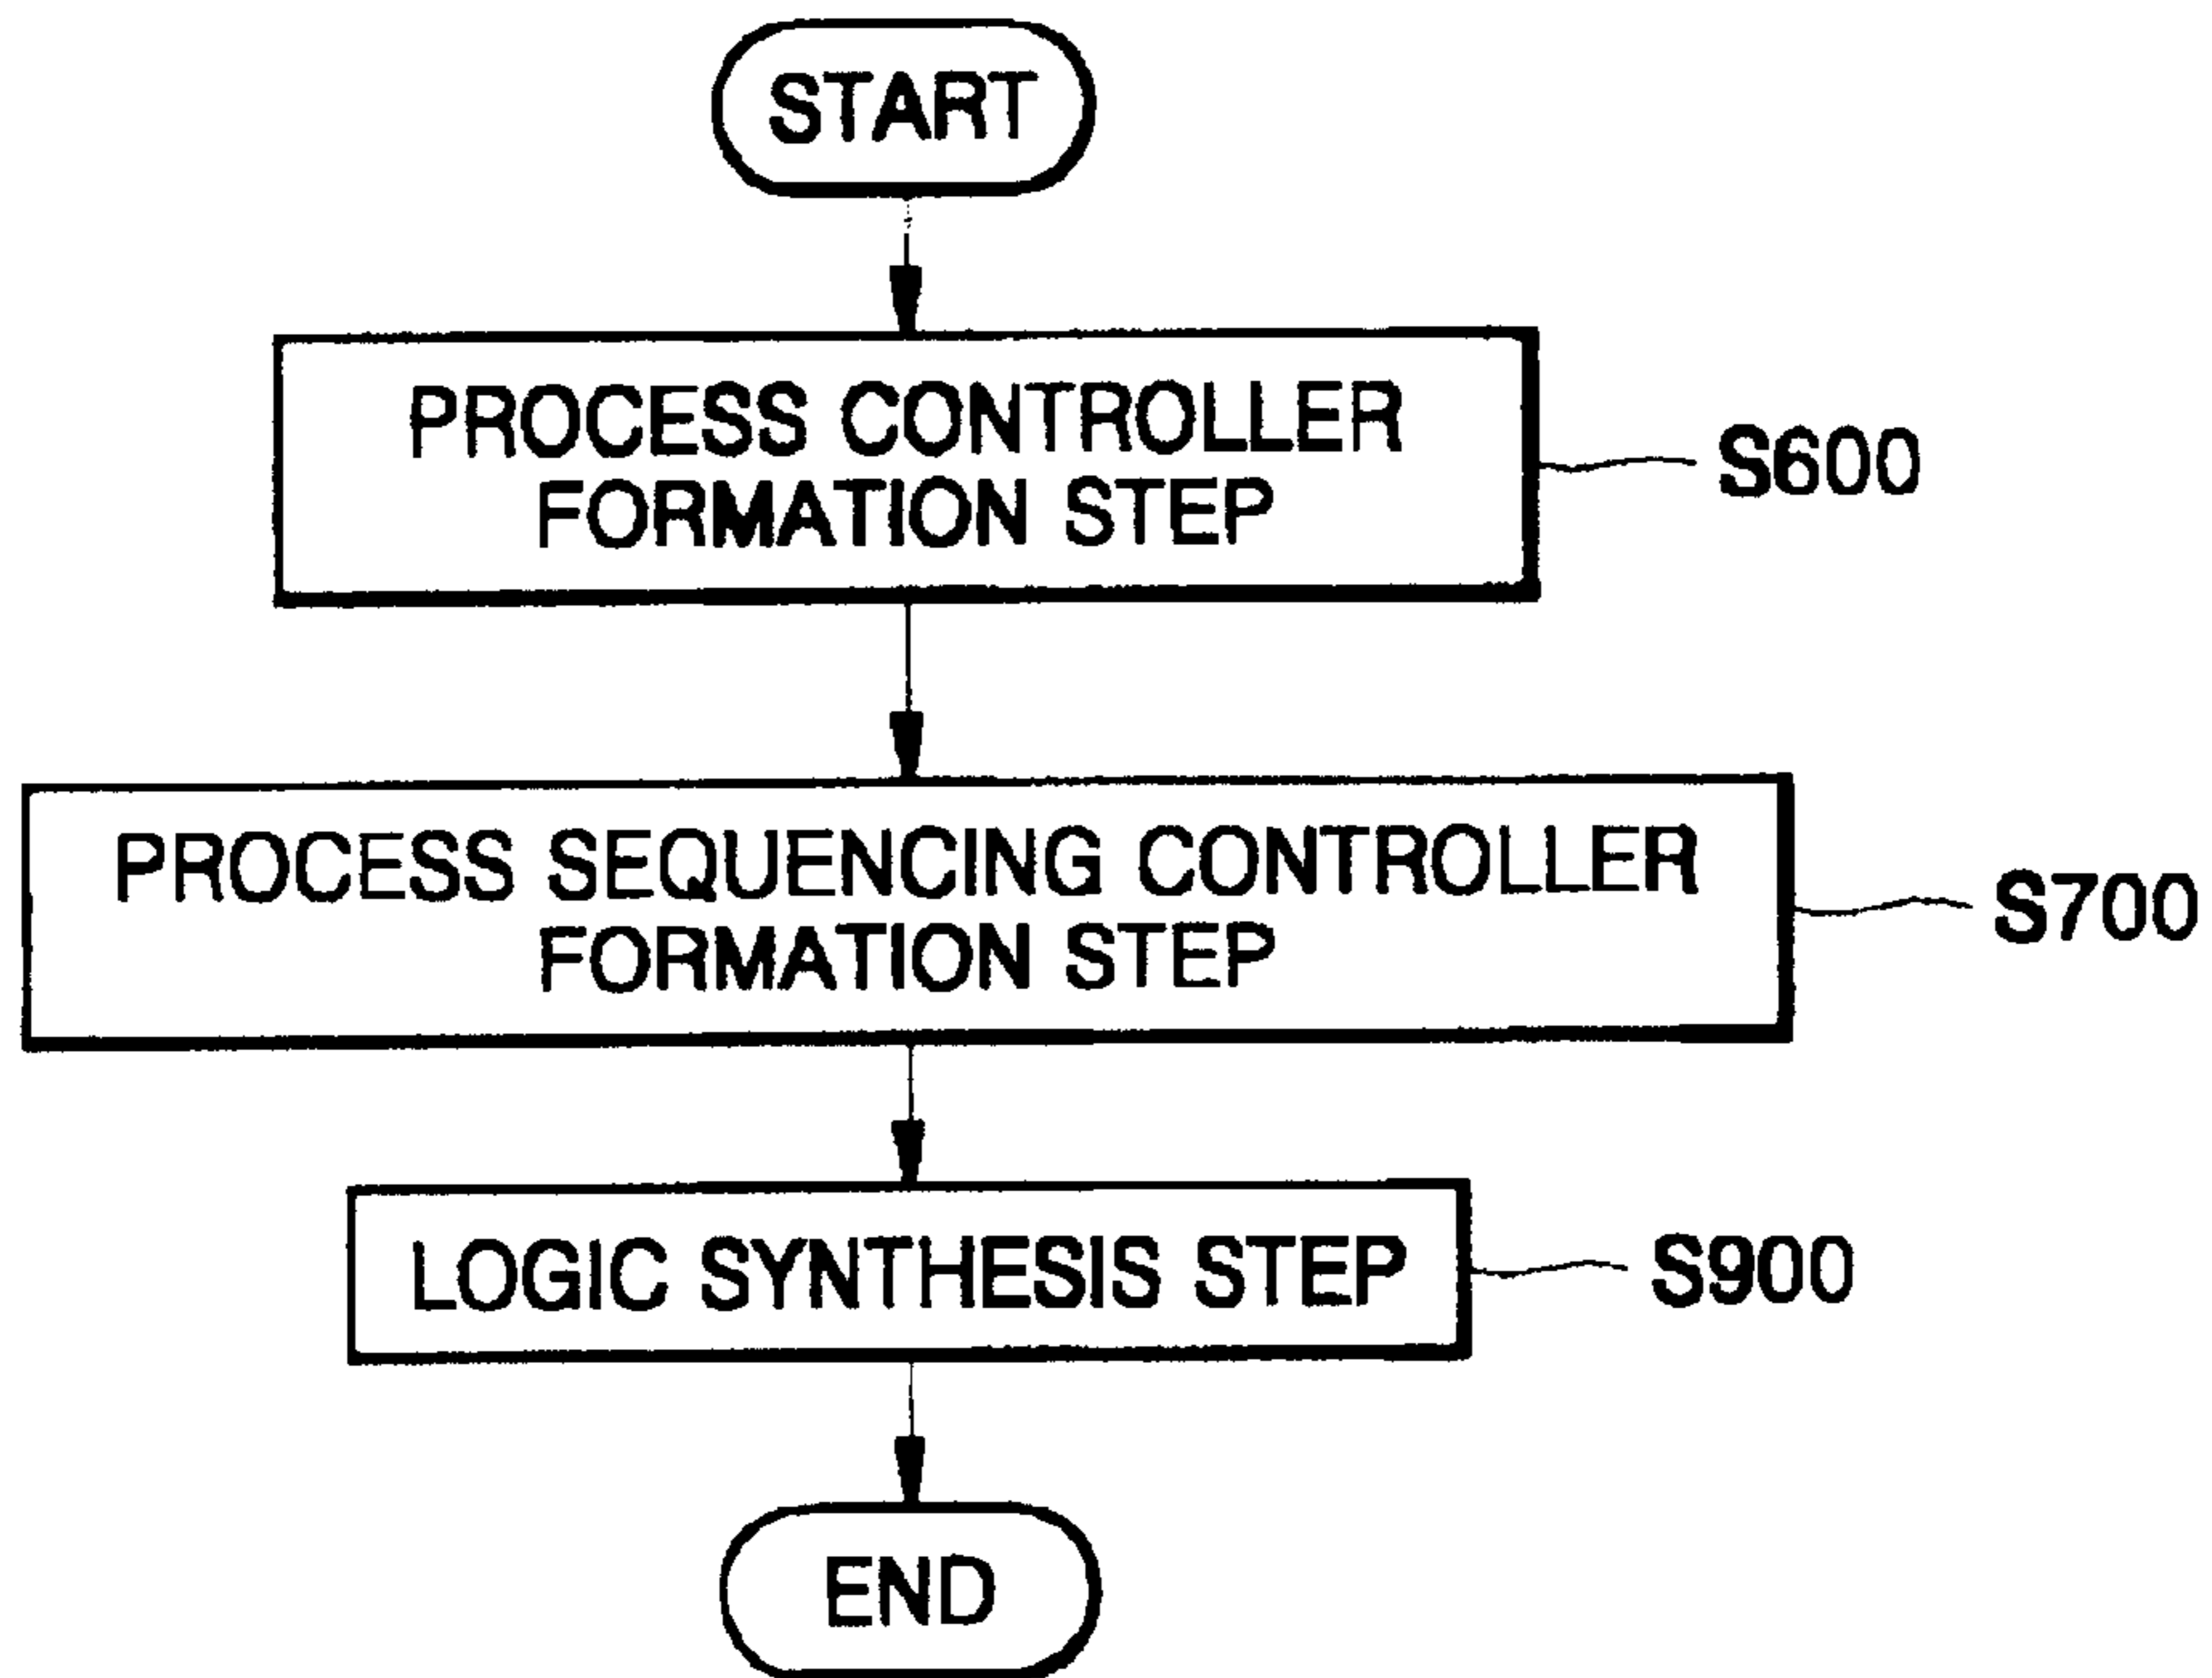 START
PROCESS CONTROLLER
FORMATION STEP
S600
PROCESS SEQUENCING CONTROLLER
FORMATION STEP
S700
LOGIC SYNTHESIS STEP
S900
END